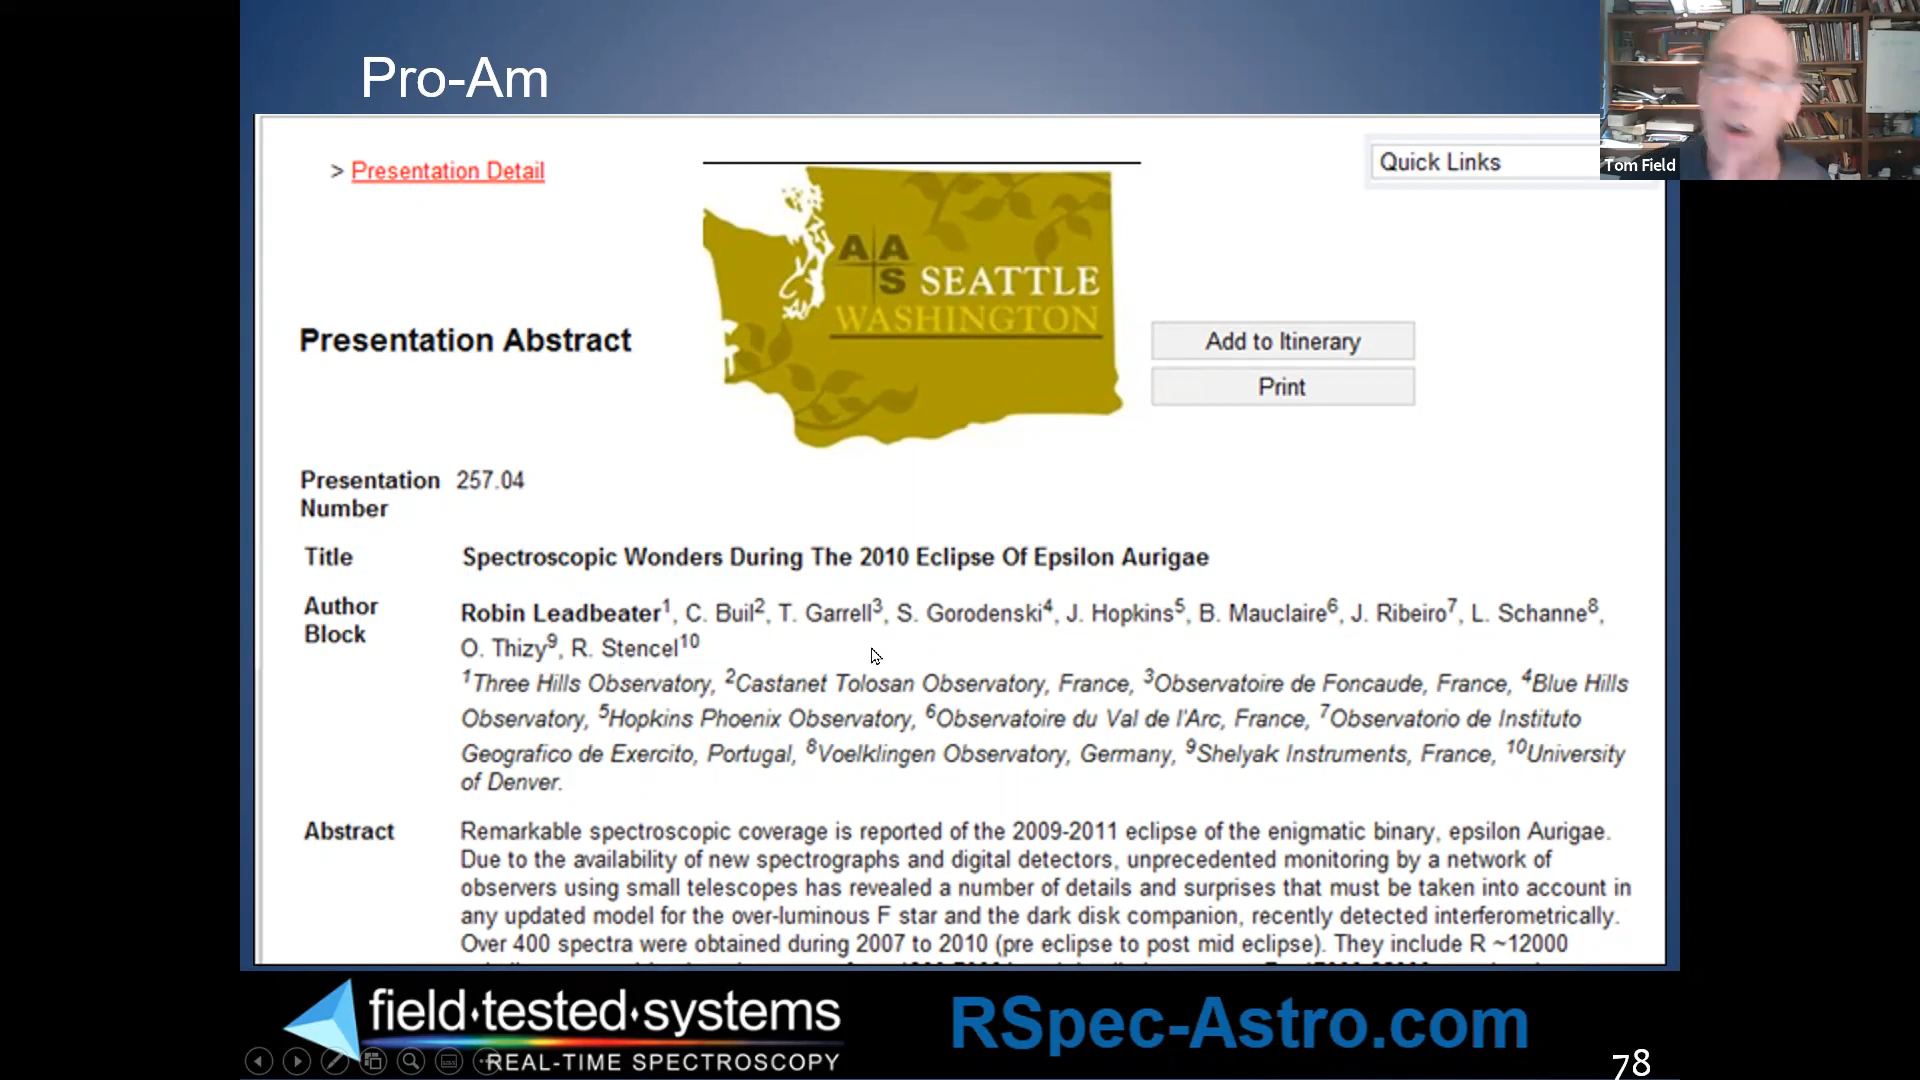 Pro-Am
> Presentation Detail
Quick Links
Tom Field
AAS SEATTLE
WASHINGTON
Presentation Abstract
Add to Itinerary
Print
Presentation Number 257.04
Title Spectroscopic Wonders During The 2010 Eclipse Of Epsilon Aurigae
Author Block Robin Leadbeater1, C. Buil2, T. Garrell3, S. Gorodenski4, J. Hopkins5, B. Mauclaire6, J. Ribeiro7, L. Schanne8,
O. Thizy9, R. Stencel10
1Three Hills Observatory, 2Castanet Tolosan Observatory, France, 3Observatoire de Foncaude, France, 4Blue Hills
Observatory, 5Hopkins Phoenix Observatory, 6Observatoire du Val de l'Arc, France, 7Observatorio de Instituto
Geografico de Exercito, Portugal, 8Voelklingen Observatory, Germany, 9Shelyak Instruments, France, 10University
of Denver.
Abstract Remarkable spectroscopic coverage is reported of the 2009-2011 eclipse of the enigmatic binary, epsilon Aurigae.
Due to the availability of new spectrographs and digital detectors, unprecedented monitoring by a network of
observers using small telescopes has revealed a number of details and surprises that must be taken into account in
any updated model for the over-luminous F star and the dark disk companion, recently detected interferometrically.
Over 400 spectra were obtained during 2007 to 2010 (pre eclipse to post mid eclipse). They include R ~12000
field·tested·systems
REAL-TIME SPECTROSCOPY
RSpec-Astro.com
78